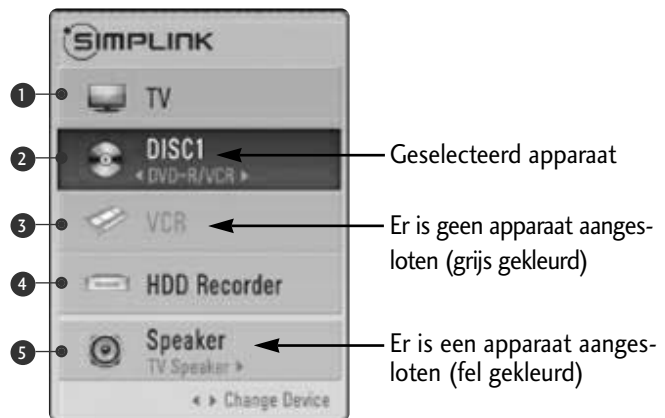 SIMPLINK
1 TV
2 DISC1
◄ DVD-R/VCR ►
Geselecteerd apparaat
3 VCR
Er is geen apparaat aanges-
loten (grijs gekleurd)
4 HDD Recorder
5 Speaker
TV Speaker ►
Er is een apparaat aanges-
loten (fel gekleurd)
◄ ► Change Device